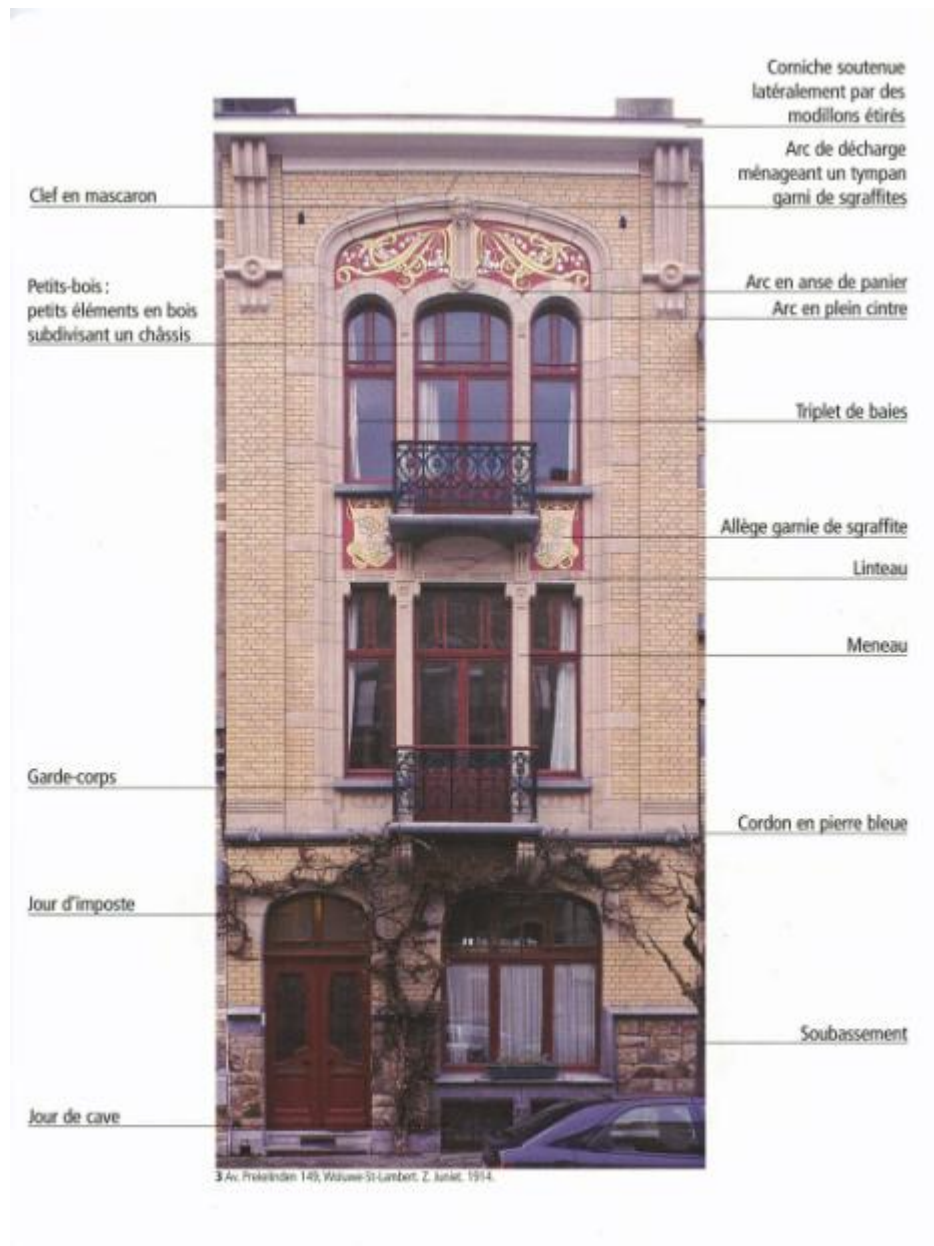 Corniche soutenue
latéralement par des
modillons étirés
Arc de décharge
ménageant un tympan
garni de sgraffites
Clef en mascaron
Petits-bois :
petits éléments en bois
subdivisant un châssis
Arc en anse de panier
Arc en plein cintre
Triplet de baies
Allège garnie de sgraffite
Linteau
Meneau
Garde-corps
Cordon en pierre bleue
Jour d'imposte
Soubassement
Jour de cave
3 Av. Prekelinden 149, Woluwe-St-Lambert. Z. Juniet. 1914.